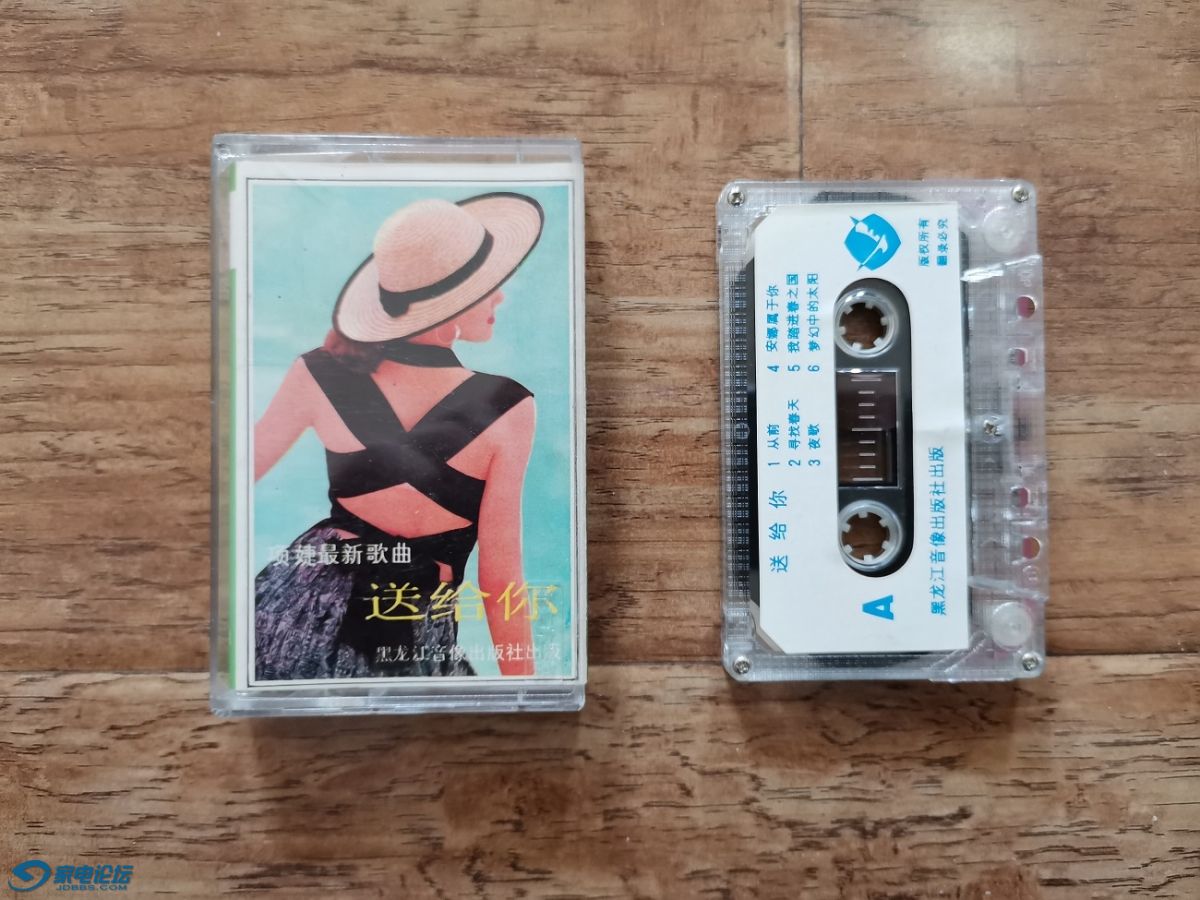 项婕最新歌曲
送给你
黑龙江音像出版社出版
送给你
1 从前
2 寻找春天
3 夜歌
4 安娜属于你
5 我踏进春之国
6 梦幻中的太阳
版权所有
翻录必究
A
黑龙江音像出版社出版
家电论坛
JDBBS.COM